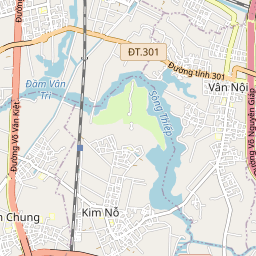 ĐT.301
Đường tỉnh 301
Đầm Vân
Trì
Sông Thiếp
Vân Nội
Đường Võ Văn Kiệt
Đường Võ Nguyên Giáp
Kim Nỗ
n Chung